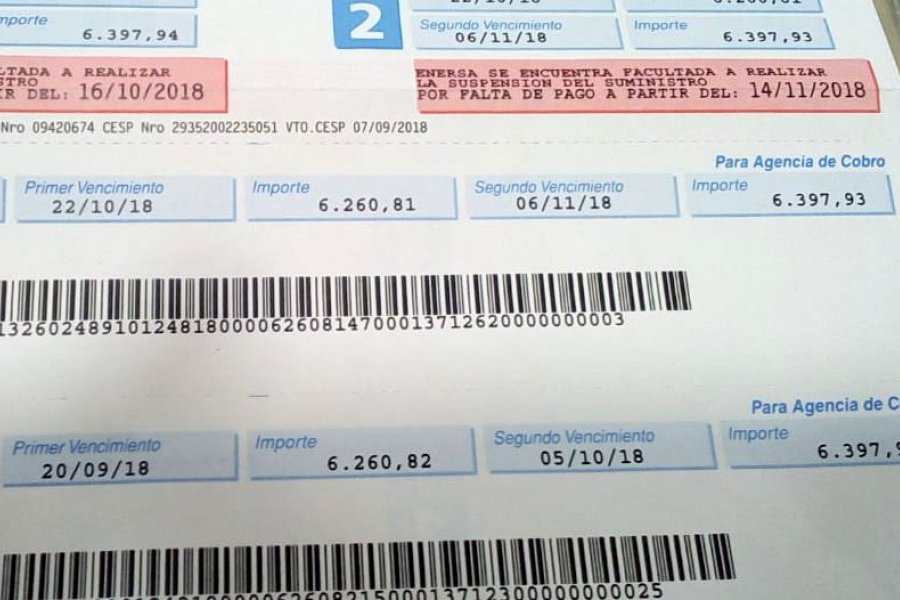 Importe
6.397,94
2
Segundo Vencimiento
06/11/18
Importe
6.397,93
A REALIZAR
DEL: 16/10/2018
ENERSA SE ENCUENTRA FACULTADA A REALIZAR
LA SUSPENSION DEL SUMINISTRO
POR FALTA DE PAGO A PARTIR DEL: 14/11/2018
Nro 09420674 CESP Nro 29352002235051 VTO.CESP 07/09/2018
Para Agencia de Cobro
Primer Vencimiento
22/10/18
Importe
6.260,81
Segundo Vencimiento
06/11/18
Importe
6.397,93
13260248910124818000062608147000137126200000000003
Para Agencia de
Primer Vencimiento
20/09/18
Importe
6.260,82
Segundo Vencimiento
05/10/18
Importe